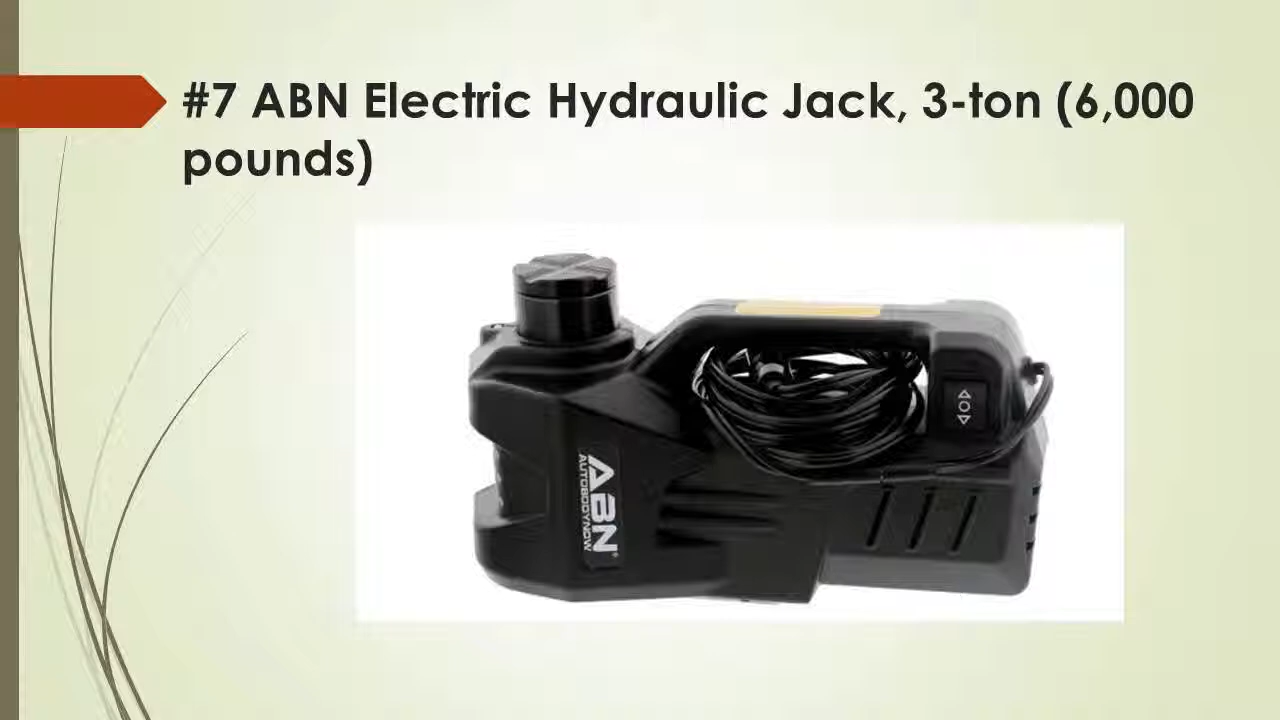 #7 ABN Electric Hydraulic Jack, 3-ton (6,000
pounds)
ABN
AUTOBODYNOW